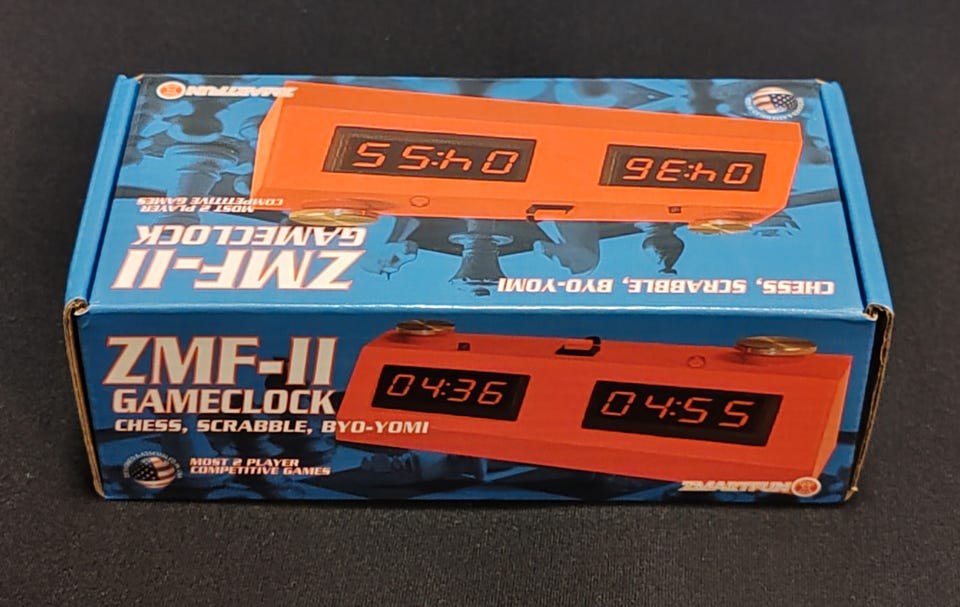 ZMARTFUN
04:55
04:36
MOST 2 PLAYER
COMPETITIVE GAMES
ZMF-II
GAMECLOCK
CHESS, SCRABBLE, BYO-YOMI
ZMF-II
GAMECLOCK
CHESS, SCRABBLE, BYO-YOMI
04:36
04:55
MOST 2 PLAYER
COMPETITIVE GAMES
ZMARTFUN